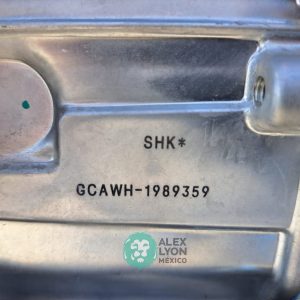 SHK*
GCAWH-1989359
ALEX
LYON
MÉXICO